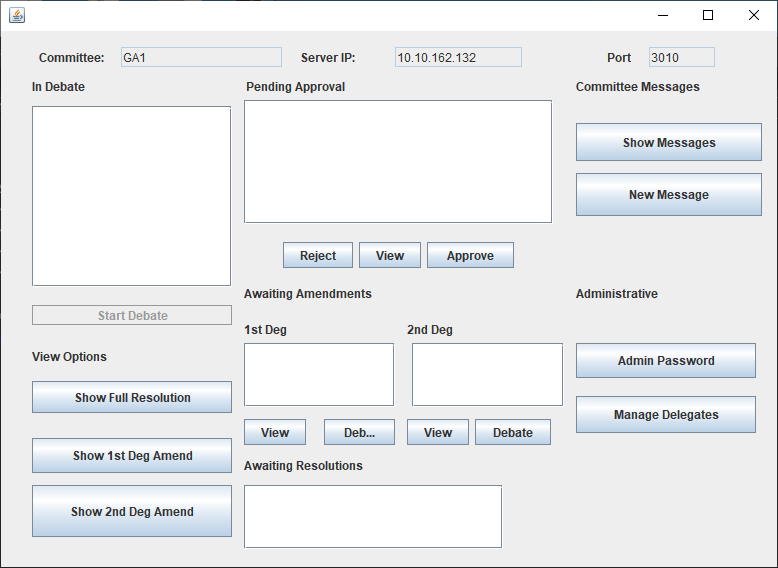 Committee: GA1 Server IP: 10.10.162.132 Port 3010
In Debate Pending Approval Committee Messages
Show Messages
New Message
Reject View Approve
Awaiting Amendments Administrative
Start Debate
1st Deg 2nd Deg
View Options
Admin Password
Show Full Resolution
Manage Delegates
View Deb... View Debate
Show 1st Deg Amend
Awaiting Resolutions
Show 2nd Deg Amend